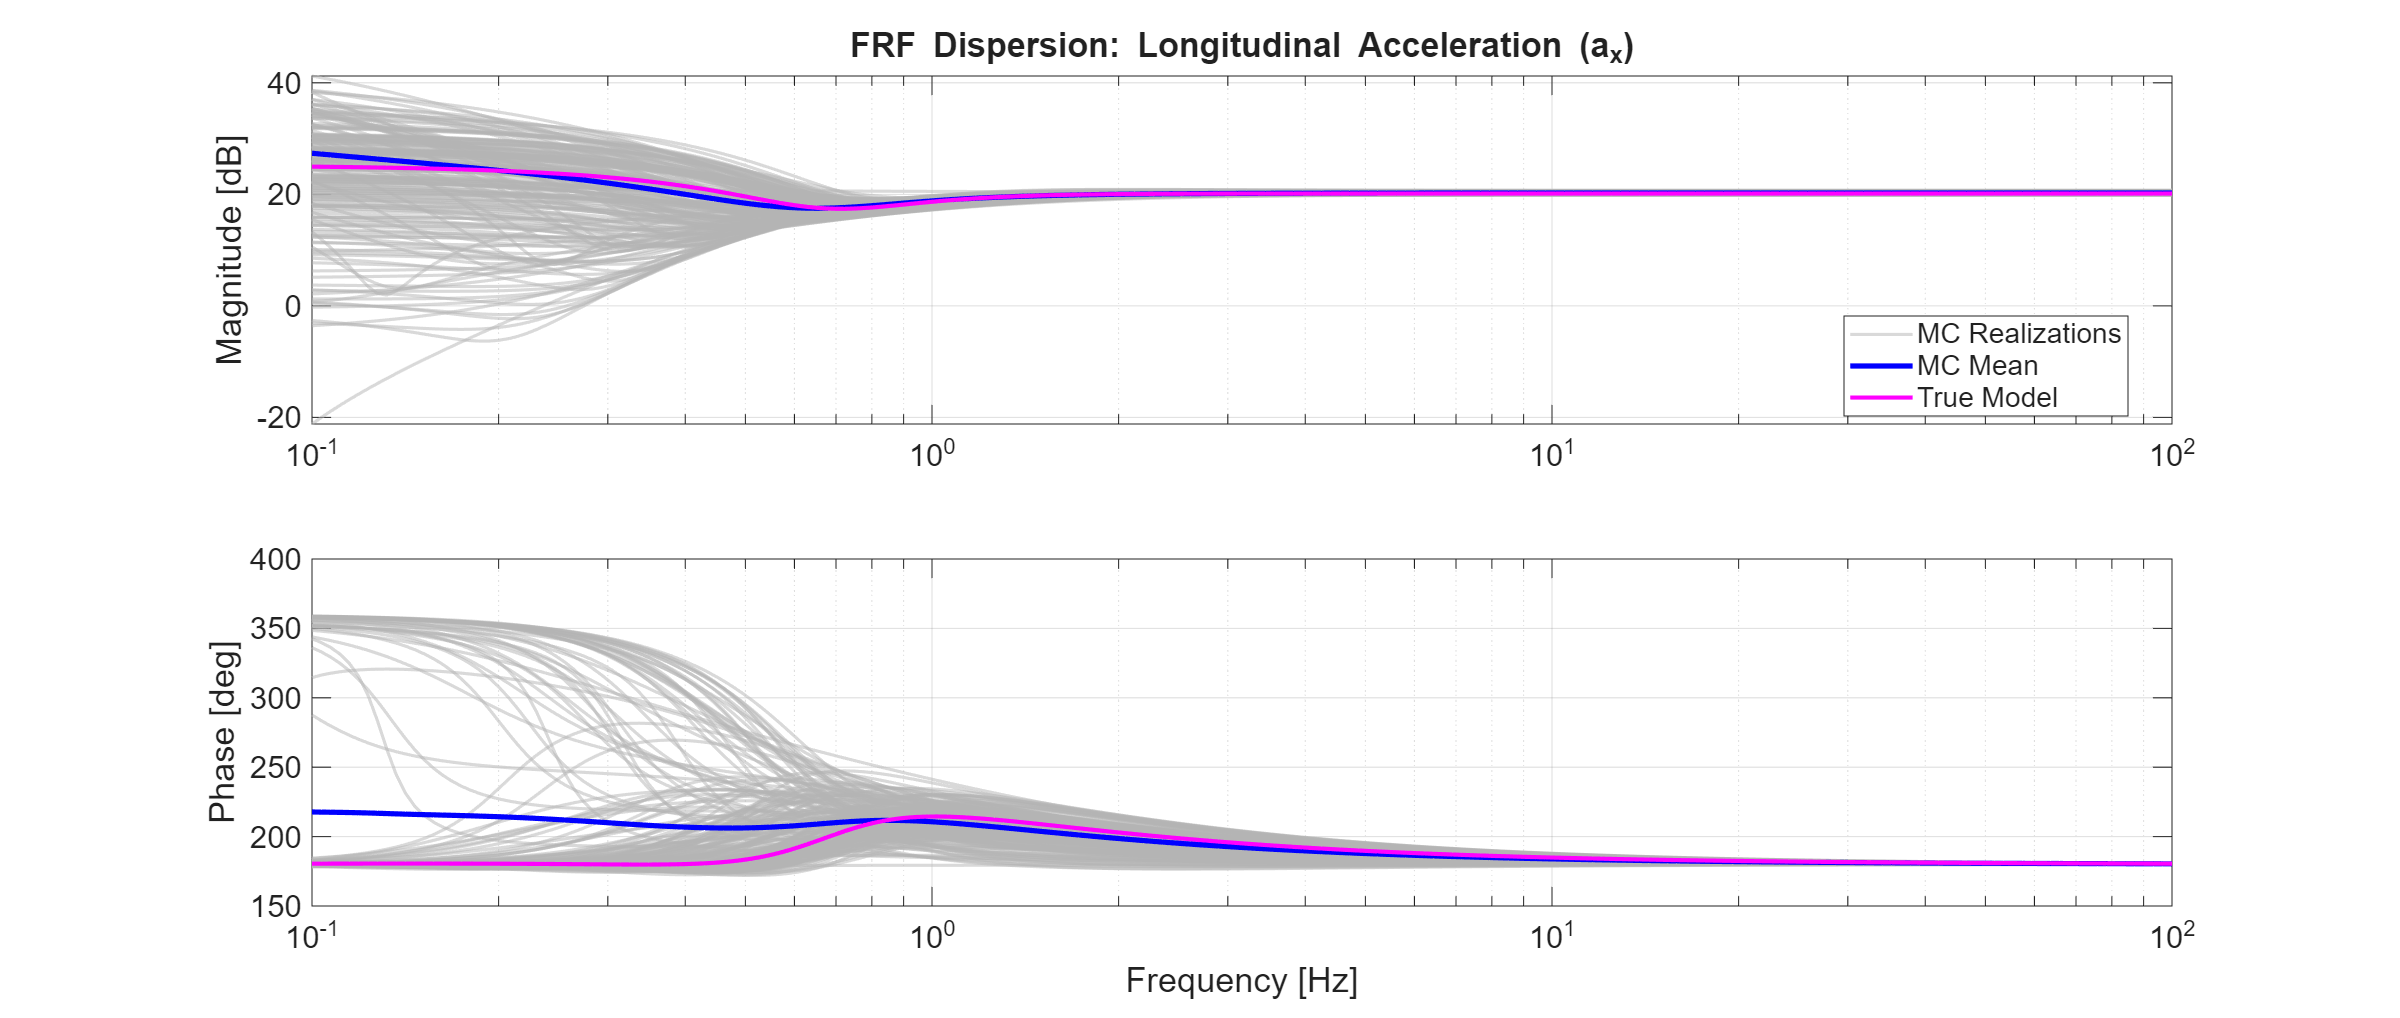 FRF Dispersion: Longitudinal Acceleration (aₓ)
Magnitude [dB]
40
20
0
-20
MC Realizations
MC Mean
True Model
10⁻¹ 10⁰ 10¹ 10²
Phase [deg]
400
350
300
250
200
150
10⁻¹ 10⁰ 10¹ 10²
Frequency [Hz]